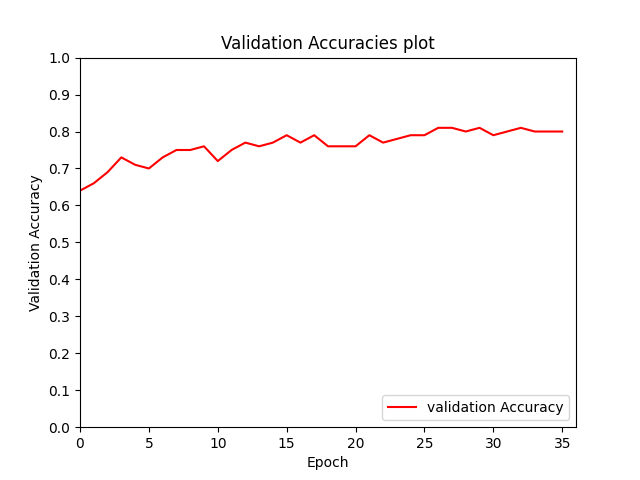 Validation Accuracies plot
1.0
0.9
0.8
0.7
0.6
0.5
0.4
0.3
0.2
0.1
0.0
Validation Accuracy
validation Accuracy
0 5 10 15 20 25 30 35
Epoch